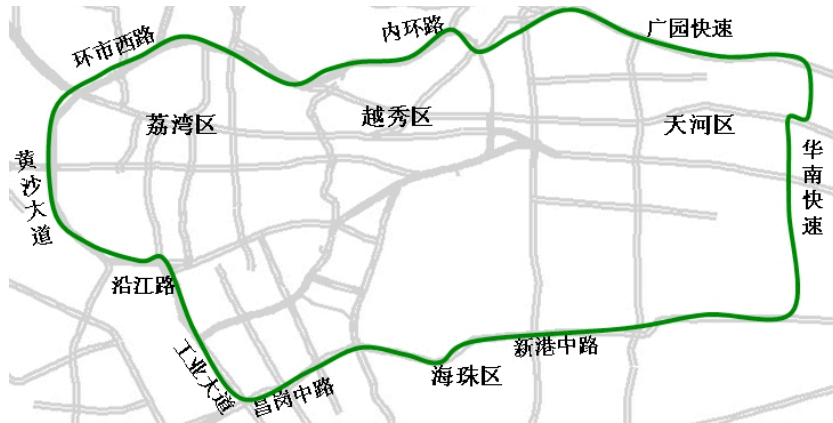 环市西路
内环路
广园快速
荔湾区
越秀区
天河区
黄沙大道
华南快速
沿江路
工业大道
昌岗中路
海珠区
新港中路